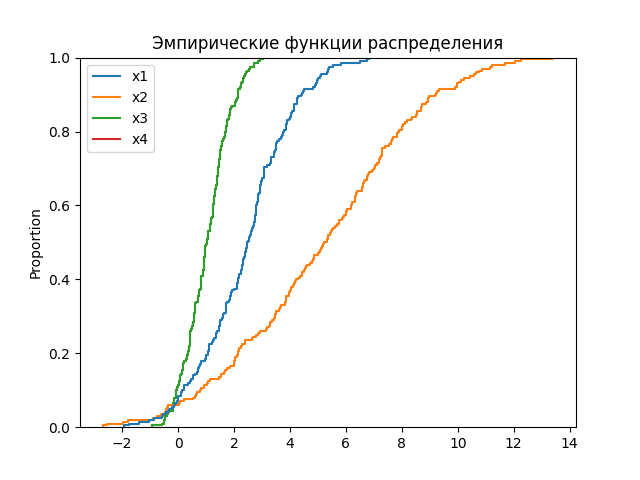 Эмпирические функции распределения
x1
x2
x3
x4
Proportion
1.0
0.8
0.6
0.4
0.2
0.0
−2 0 2 4 6 8 10 12 14